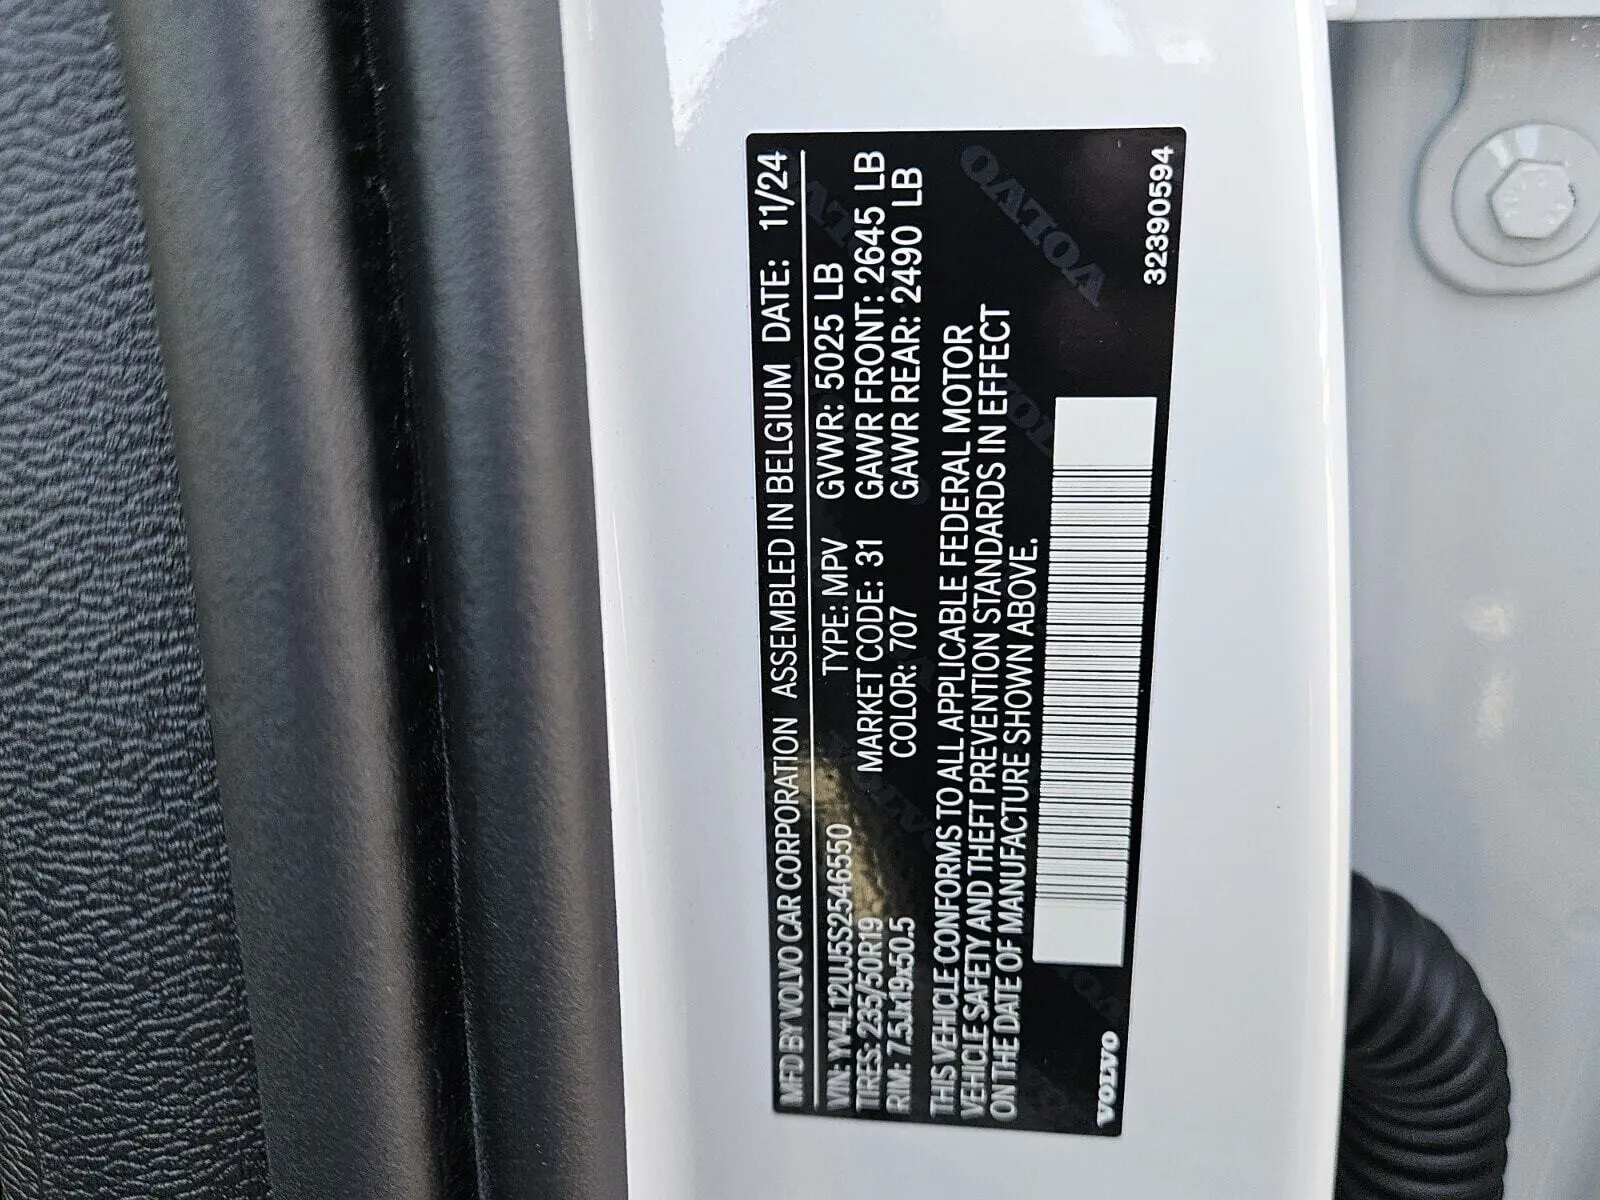 MFD BY VOLVO CAR CORPORATION ASSEMBLED IN BELGIUM DATE: 11/24
VIN: YV4L12UJ5S2546550 TYPE: MPV GVWR: 5025 LB
TIRES: 235/50R19 MARKET CODE: 31 GAWR FRONT: 2645 LB
RIM: 7.5Jx19x50.5 COLOR: 707 GAWR REAR: 2490 LB
THIS VEHICLE CONFORMS TO ALL APPLICABLE FEDERAL MOTOR
VEHICLE SAFETY AND THEFT PREVENTION STANDARDS IN EFFECT
ON THE DATE OF MANUFACTURE SHOWN ABOVE.
VOLVO
32390594
VOLVO